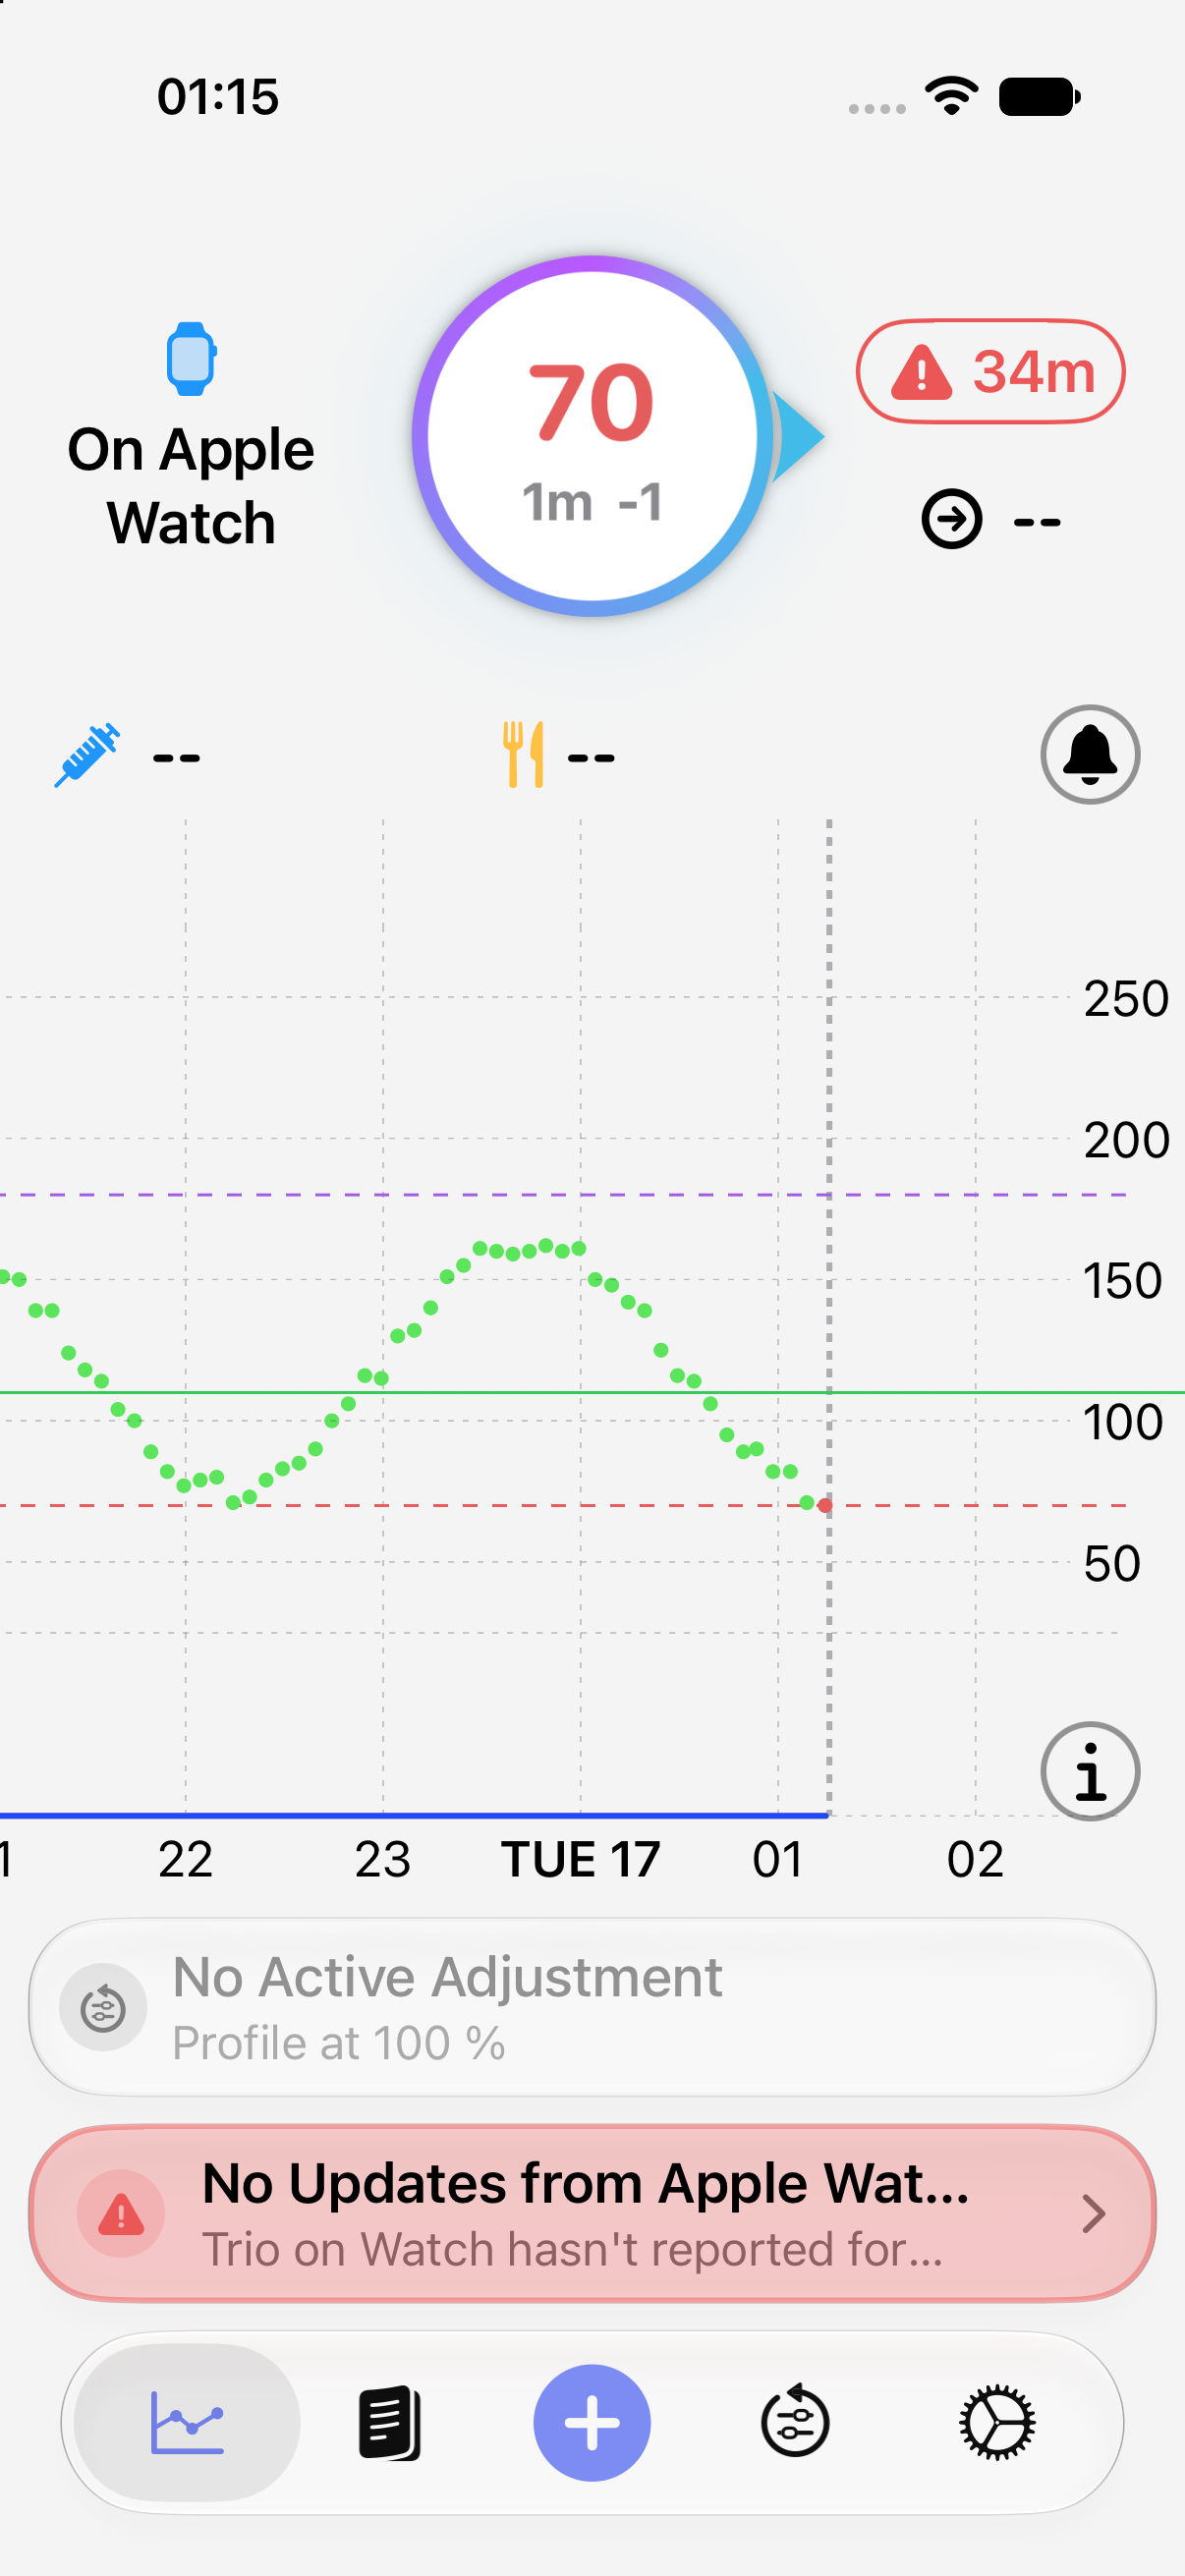 01:15
On Apple
Watch
70
1m -1
34m
--
--
--
250
200
150
100
50
1 22 23 TUE 17 01 02
No Active Adjustment
Profile at 100 %
No Updates from Apple Wat...
Trio on Watch hasn't reported for...